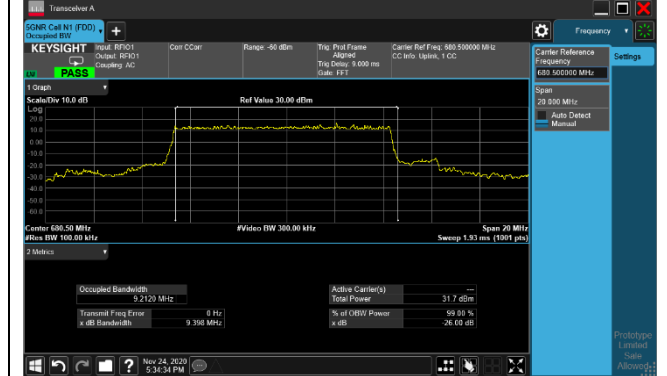 Transceiver A
5GNR Call N1 (FDD)
Occupied BW
Frequency
KEYSIGHT
Input: RFIO1
Output: RFIO1
Coupling: AC
Corr CCorr
Range: -60 dBm
Trig: Prot Frame
Aligned
Trig Delay: 9.000 ms
Gate: FFT
Carrier Ref Freq: 680.500000 MHz
CC Info: Uplink, 1 CC
PASS
Carrier Reference
Frequency
680.500000 MHz
Settings
Span
20.000 MHz
Auto Detect
Manual
1 Graph
Scale/Div 10.0 dB
Ref Value 30.00 dBm
Log
20.0
10.0
0.00
-10.0
-20.0
-30.0
-40.0
-50.0
-60.0
Center 680.50 MHz
#Video BW 300.00 kHz
Span 20 MHz
#Res BW 100.00 kHz
Sweep 1.93 ms (1001 pts)
2 Metrics
Occupied Bandwidth
9.2120 MHz
Active Carrier(s)
---
Total Power
31.7 dBm
Transmit Freq Error
0 Hz
% of OBW Power
99.00 %
x dB Bandwidth
9.398 MHz
x dB
-26.00 dB
Prototype
Limited
Sale
Allowed
Nov 24, 2020
5:34:34 PM